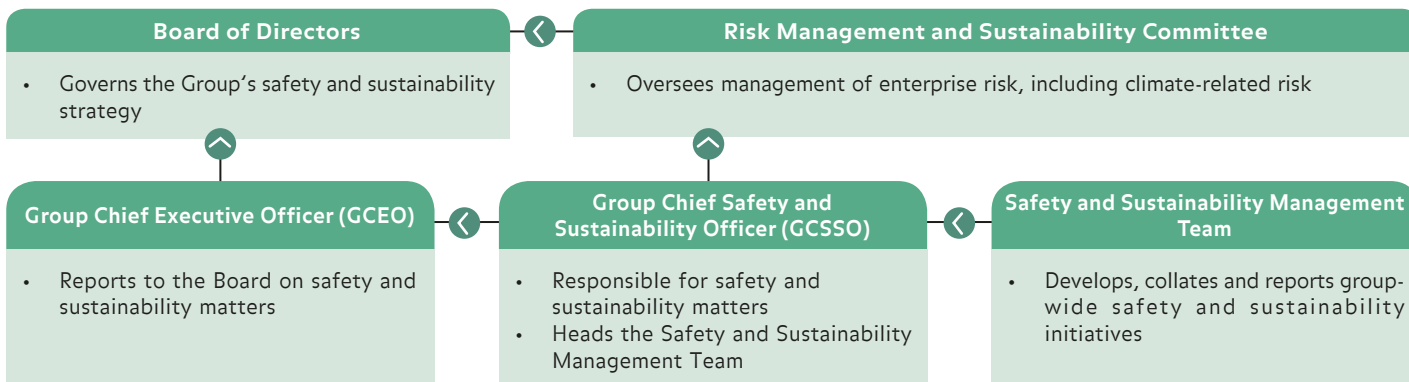 Board of Directors
• Governs the Group's safety and sustainability
strategy
Risk Management and Sustainability Committee
• Oversees management of enterprise risk, including climate-related risk
Group Chief Executive Officer (GCEO)
• Reports to the Board on safety and
sustainability matters
Group Chief Safety and
Sustainability Officer (GCSSO)
• Responsible for safety and
sustainability matters
• Heads the Safety and Sustainability
Management Team
Safety and Sustainability Management
Team
• Develops, collates and reports group-
wide safety and sustainability
initiatives